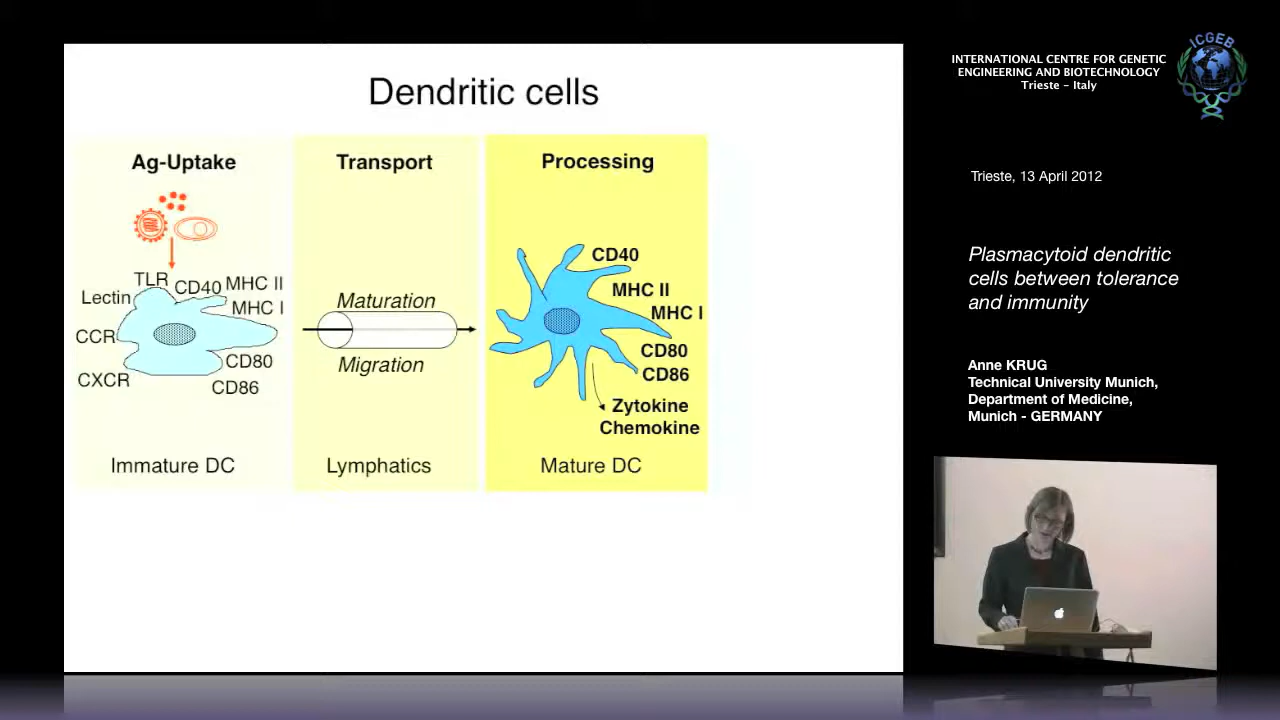 Dendritic cells
Ag-Uptake
TLR
CD40
MHC II
Lectin
MHC I
CCR
CD80
CXCR
CD86
Immature DC
Transport
Maturation
Migration
Lymphatics
Processing
CD40
MHC II
MHC I
CD80
CD86
Zytokine
Chemokine
Mature DC
INTERNATIONAL CENTRE FOR GENETIC
ENGINEERING AND BIOTECHNOLOGY
Trieste - Italy
ICGEB
Trieste, 13 April 2012
Plasmacytoid dendritic
cells between tolerance
and immunity
Anne KRUG
Technical University Munich,
Department of Medicine,
Munich - GERMANY